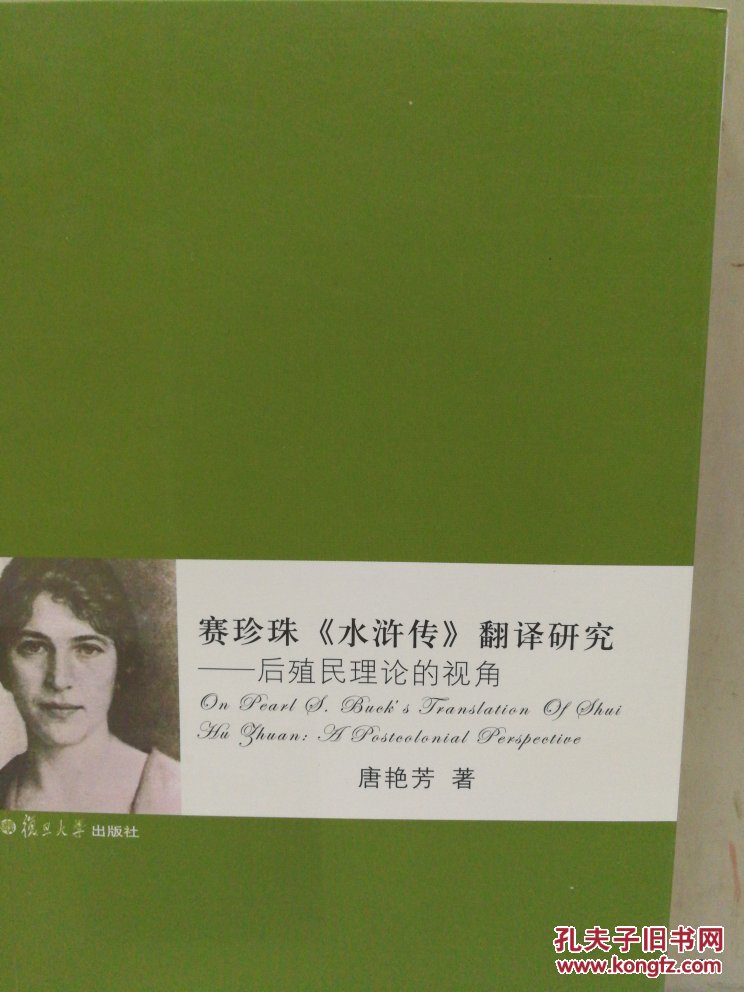 赛珍珠《水浒传》翻译研究
——后殖民理论的视角
On Pearl S. Buck's Translation Of Shui
Hu Zhuan: A Postcolonial Perspective
唐艳芳 著
復旦大學出版社
孔夫子旧书网
www.kongfz.com